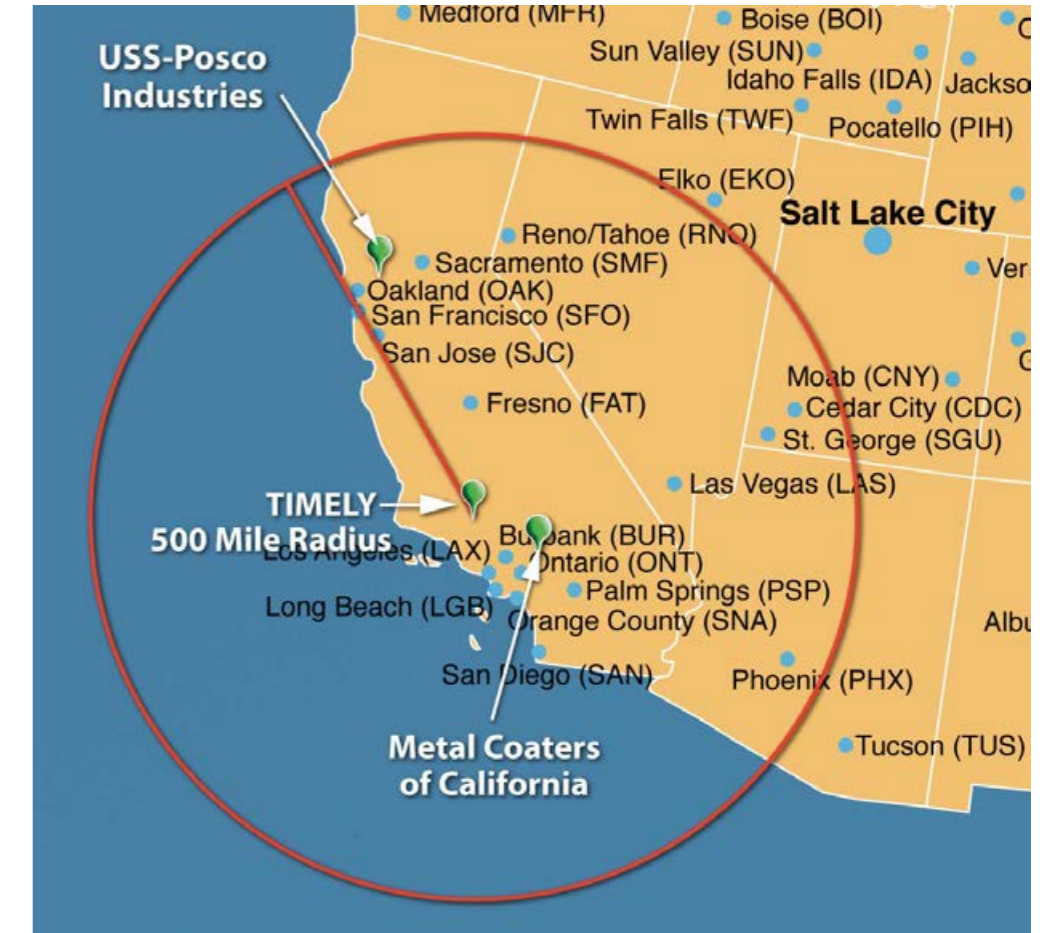 Medford (MFR)
Boise (BOI)
USS-Posco
Industries
Sun Valley (SUN)
Idaho Falls (IDA)
Jackso
Twin Falls (TWF)
Pocatello (PIH)
Elko (EKO)
Salt Lake City
Reno/Tahoe (RNO)
Sacramento (SMF)
Ver
Oakland (OAK)
San Francisco (SFO)
San Jose (SJC)
Moab (CNY)
Fresno (FAT)
Cedar City (CDC)
St. George (SGU)
Las Vegas (LAS)
TIMELY
500 Mile Radius
Burbank (BUR)
Los Angeles (LAX)
Ontario (ONT)
Palm Springs (PSP)
Long Beach (LGB)
Orange County (SNA)
Albu
San Diego (SAN)
Phoenix (PHX)
Metal Coaters
of California
Tucson (TUS)